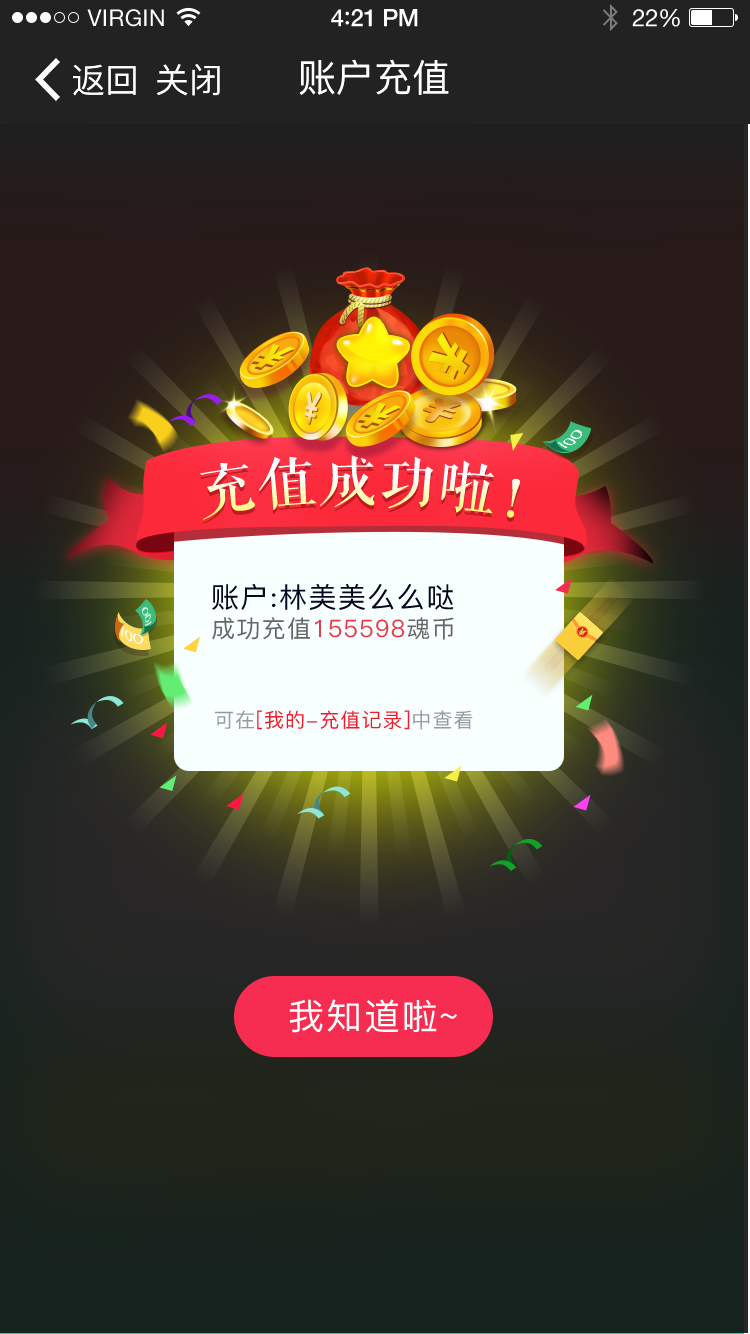 VIRGIN 4:21 PM 22%
返回 关闭 账户充值
¥ ¥ ¥ ¥ ¥
100
充值成功啦!
账户:林美美么么哒
成功充值155598魂币
100
可在[我的-充值记录]中查看
我知道啦~